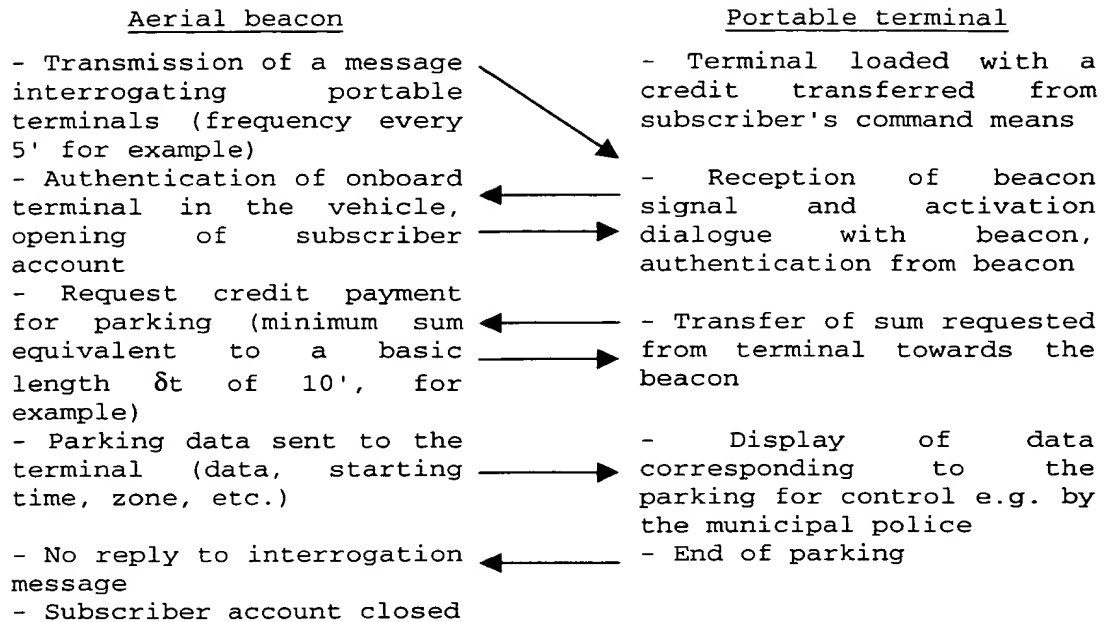 Aerial beacon
- Transmission of a message
interrogating portable
terminals (frequency every
5' for example)
- Authentication of onboard
terminal in the vehicle,
opening of subscriber
account
- Request credit payment
for parking (minimum sum
equivalent to a basic
length δt of 10', for
example)
- Parking data sent to the
terminal (data, starting
time, zone, etc.)
- No reply to interrogation
message
- Subscriber account closed
Portable terminal
- Terminal loaded with a
credit transferred from
subscriber's command means
- Reception of beacon
signal and activation
dialogue with beacon,
authentication from beacon
- Transfer of sum requested
from terminal towards the
beacon
- Display of data
corresponding to the
parking for control e.g. by
the municipal police
- End of parking